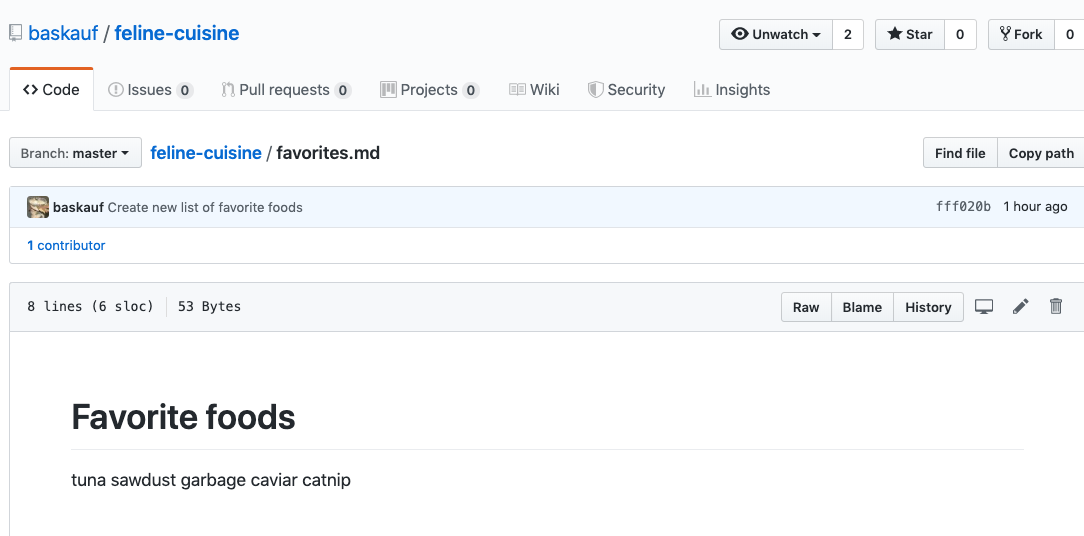 baskauf / feline-cuisine
Unwatch 2 Star 0 Fork 0
Code Issues 0 Pull requests 0 Projects 0 Wiki Security Insights
Branch: master feline-cuisine / favorites.md Find file Copy path
baskauf Create new list of favorite foods fff020b 1 hour ago
1 contributor
8 lines (6 sloc) 53 Bytes Raw Blame History
Favorite foods
tuna sawdust garbage caviar catnip